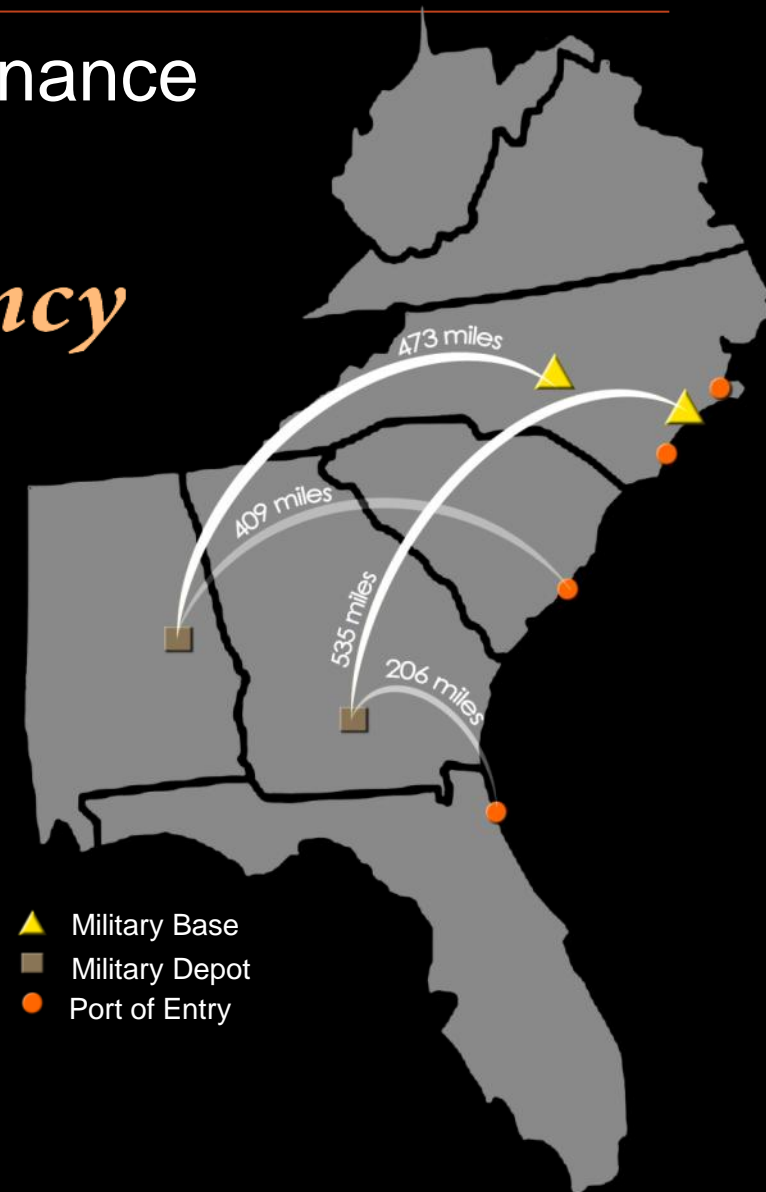 nance
ncy
473 miles
409 miles
535 miles
206 miles
Military Base
Military Depot
Port of Entry